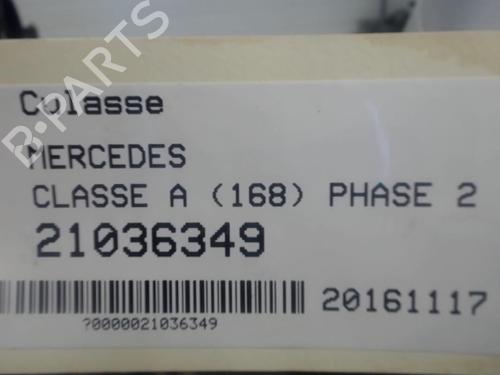 Culasse
MERCEDES
CLASSE A (168) PHASE 2
21036349
20161117
?0000021036349
B-PARTS